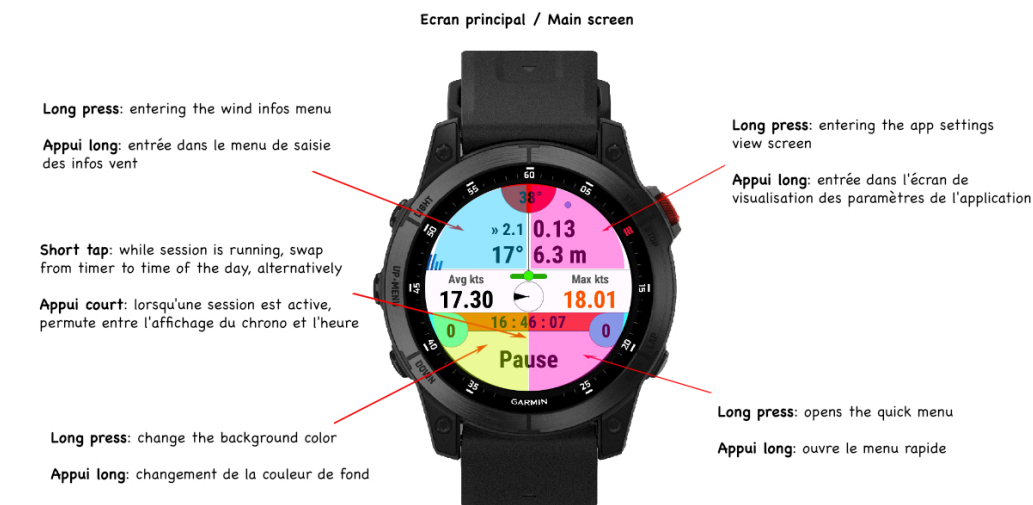 Ecran principal / Main screen
Long press: entering the wind infos menu
Appui long: entrée dans le menu de saisie
des infos vent
Long press: entering the app settings
view screen
Appui long: entrée dans l'écran de
visualisation des paramètres de l'application
Short tap: while session is running, swap
from timer to time of the day, alternatively
Appui court: lorsqu'une session est active,
permute entre l'affichage du chrono et l'heure
60
05
15
20
25
35
40
45
50
55
LIGHT
UP·MENU
DOWN
38°
» 2.1
0.13
17°
6.3 m
Avg kts
Max kts
17.30
18.01
16 : 46 : 07
0
0
Pause
GARMIN
Long press: change the background color
Appui long: changement de la couleur de fond
Long press: opens the quick menu
Appui long: ouvre le menu rapide